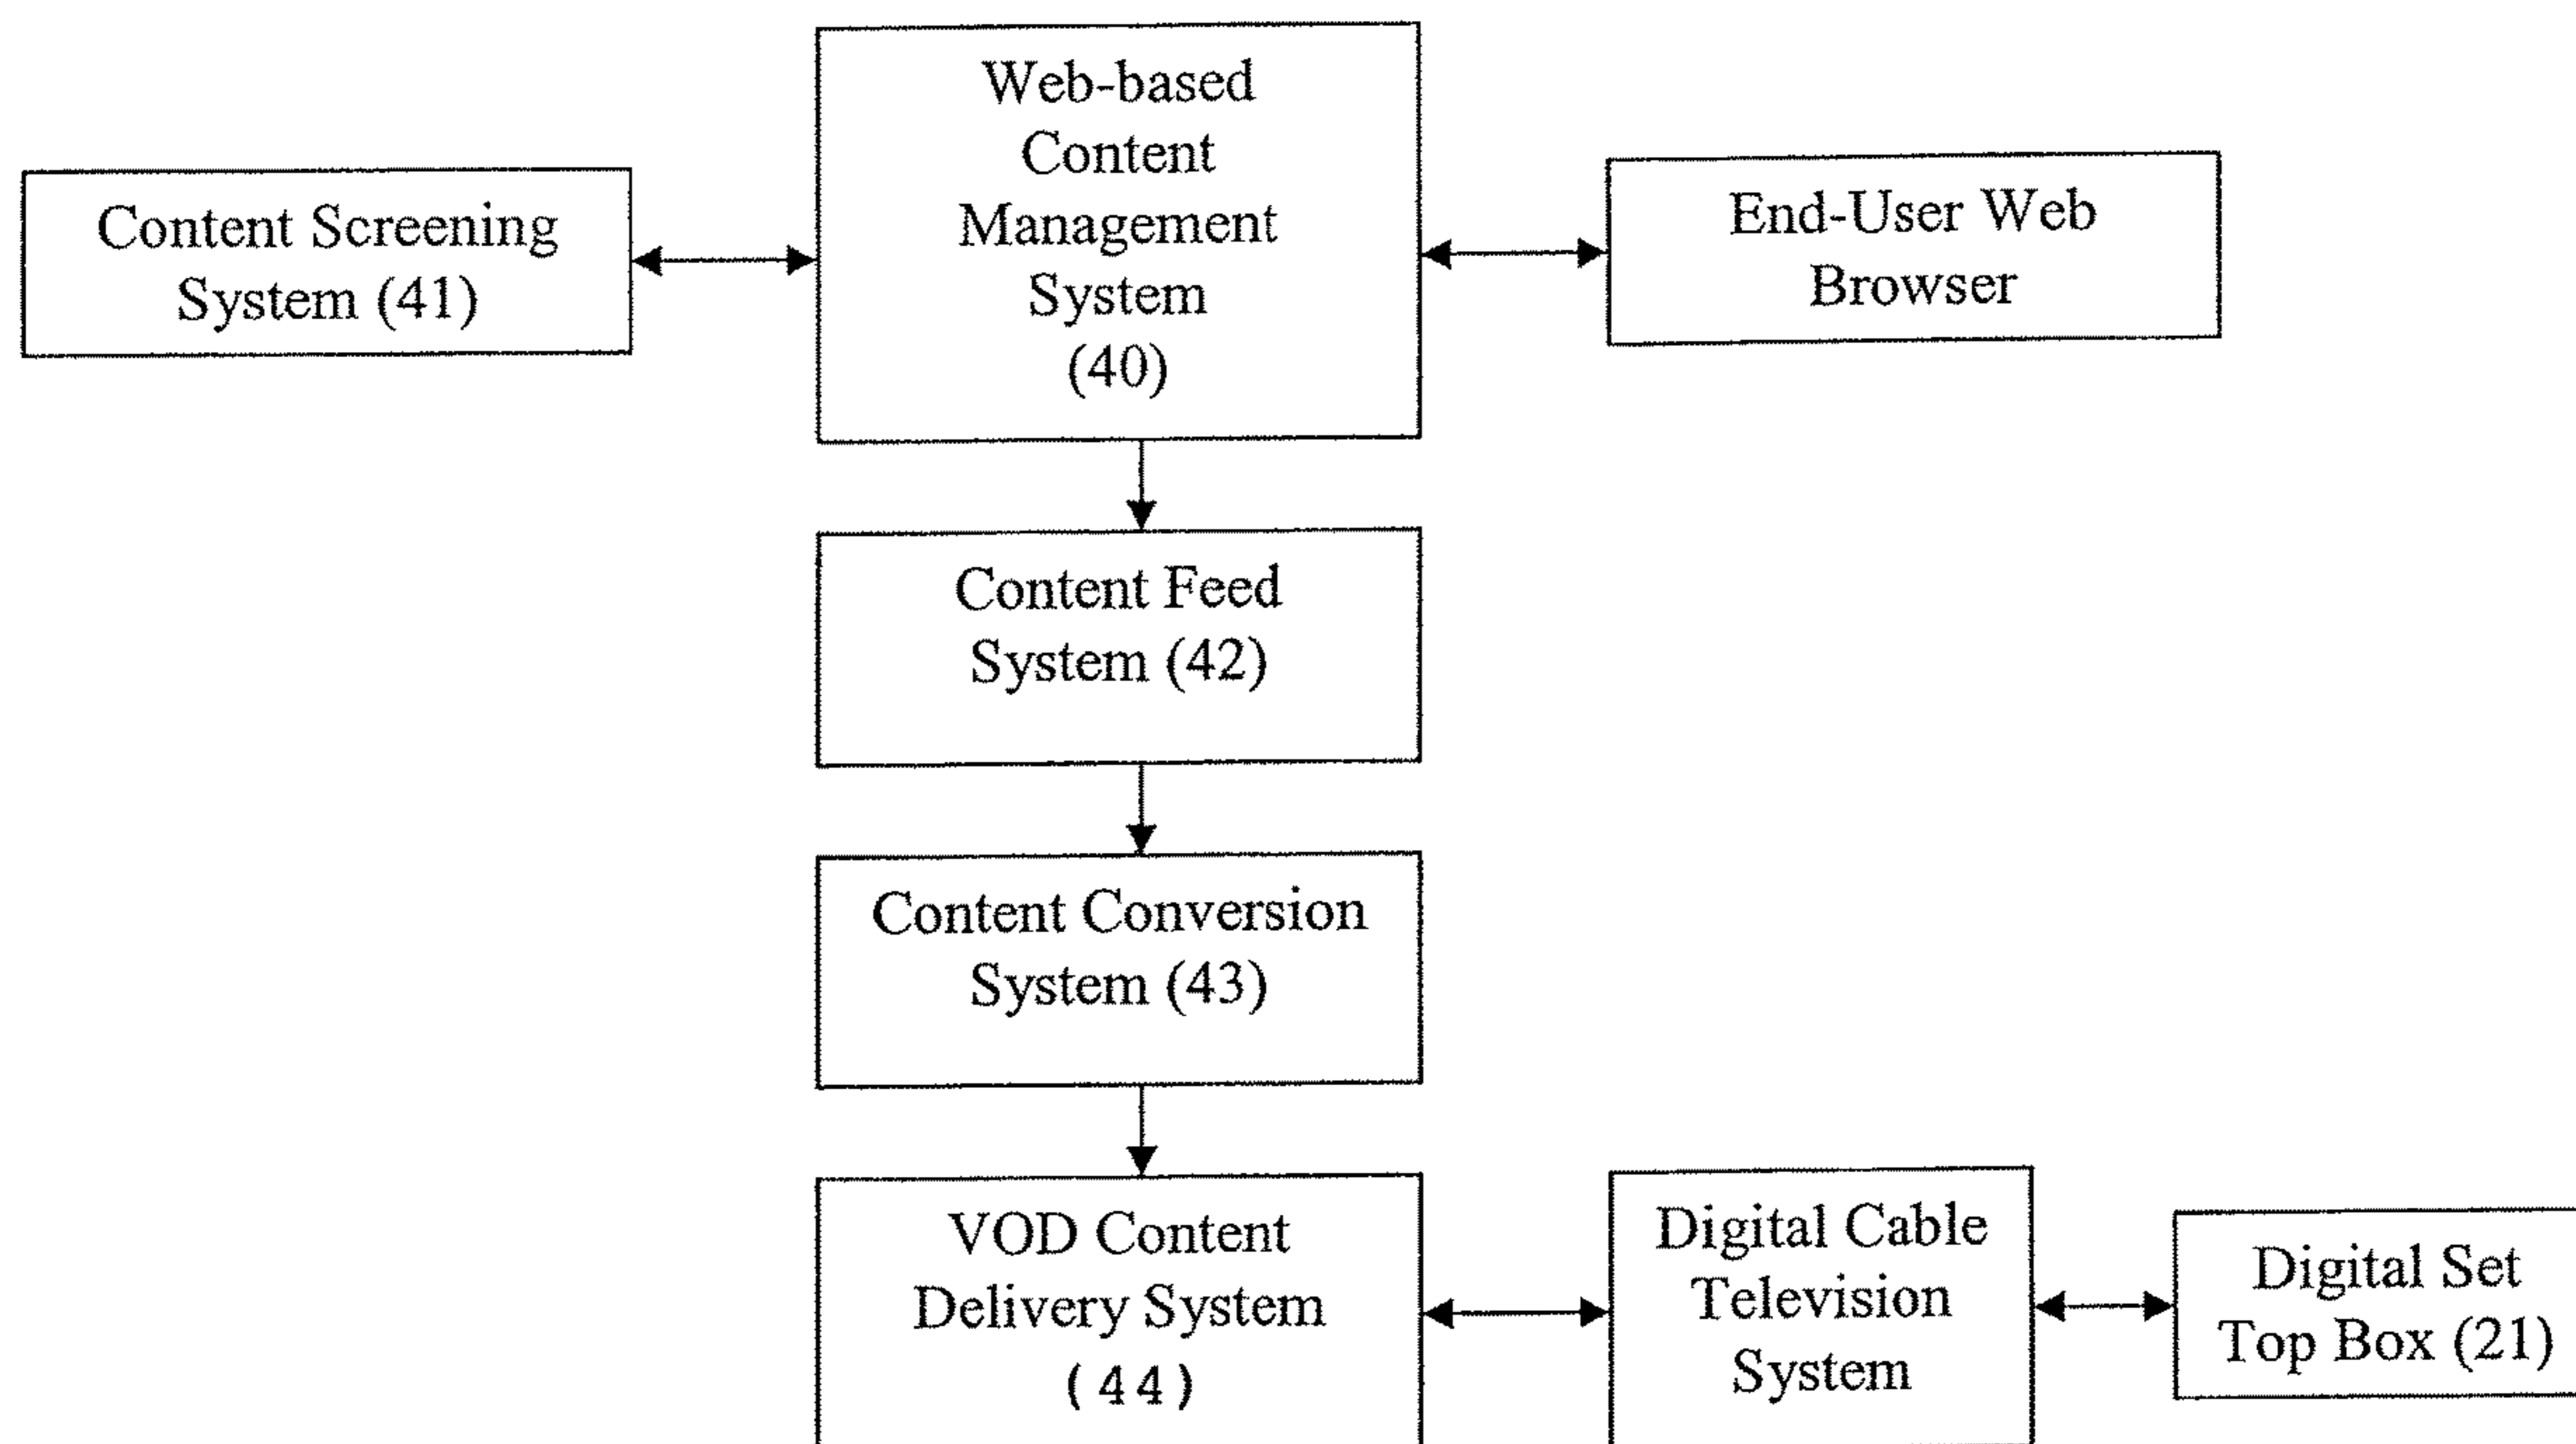 Web-based
Content
Management
System
(40)
Content Screening
System (41)
End-User Web
Browser
Content Feed
System (42)
Content Conversion
System (43)
VOD Content
Delivery System
(44)
Digital Cable
Television
System
Digital Set
Top Box (21)